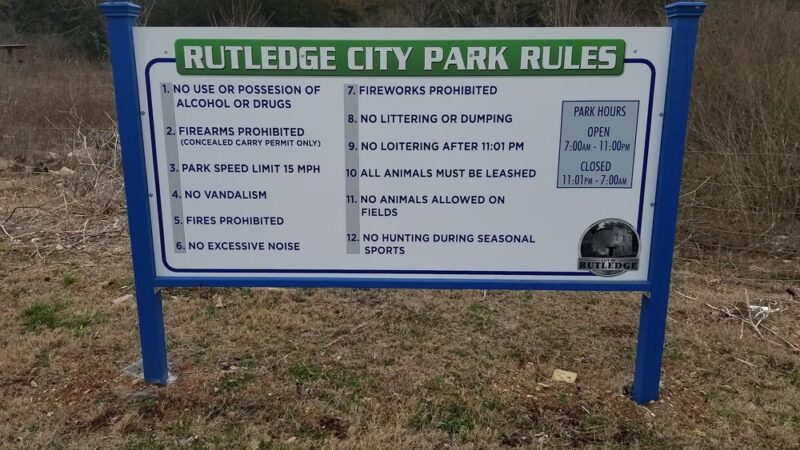 RUTLEDGE CITY PARK RULES
1. NO USE OR POSSESION OF
ALCOHOL OR DRUGS
2. FIREARMS PROHIBITED
(CONCEALED CARRY PERMIT ONLY)
3. PARK SPEED LIMIT 15 MPH
4. NO VANDALISM
5. FIRES PROHIBITED
6. NO EXCESSIVE NOISE
7. FIREWORKS PROHIBITED
8. NO LITTERING OR DUMPING
9. NO LOITERING AFTER 11:01 PM
10 ALL ANIMALS MUST BE LEASHED
11. NO ANIMALS ALLOWED ON
FIELDS
12. NO HUNTING DURING SEASONAL
SPORTS
PARK HOURS
OPEN
7:00AM - 11:00PM
CLOSED
11:01PM - 7:00AM
CITY OF
RUTLEDGE